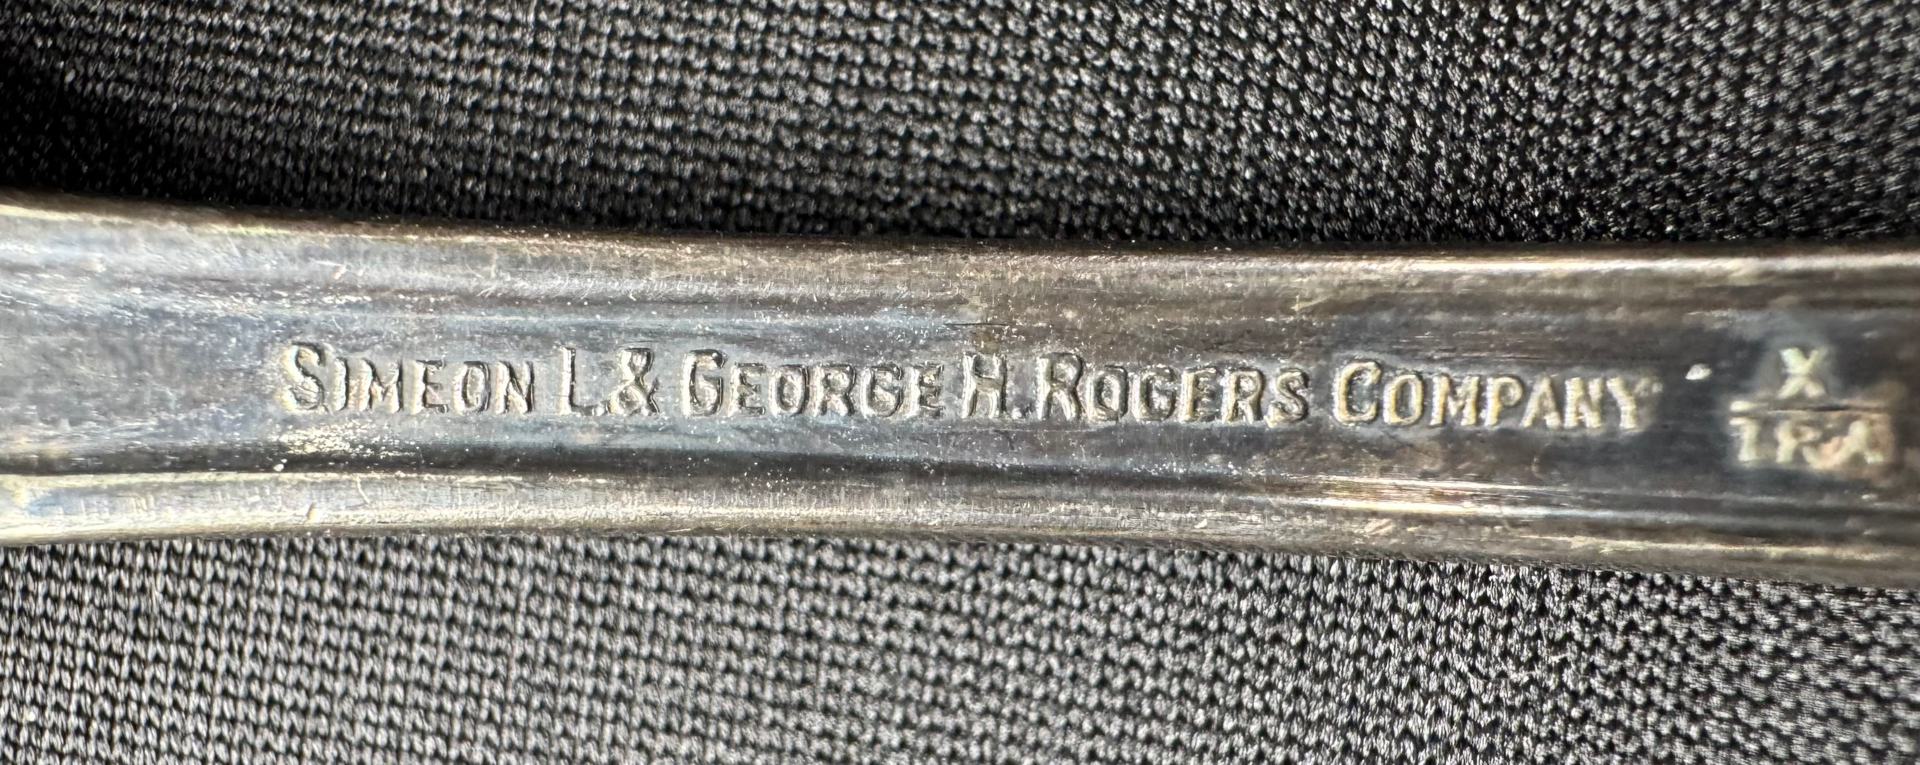 SIMEON L. & GEORGE H. ROGERS COMPANY X
TRA